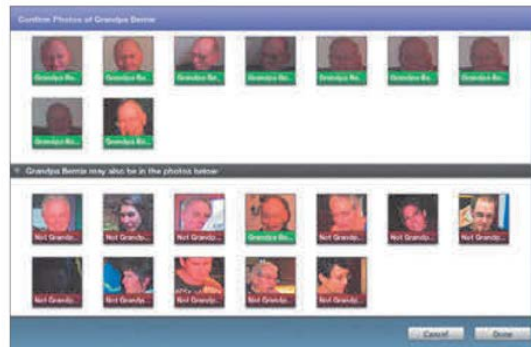 Confirm Photos of Grandpa Bernie
Grandpa Be... Grandpa Be... Grandpa Be... Grandpa Be... Grandpa Be... Grandpa Be... Grandpa Be...
Grandpa Be... Grandpa Be...
Grandpa Bernie may also be in the photos below
Not Grandp... Not Grandp... Not Grandp... Grandpa Be... Not Grandp... Not Grandp... Not Grandp...
Not Grandp... Not Grandp... Not Grandp... Not Grandp... Not Grandp...
Cancel Done